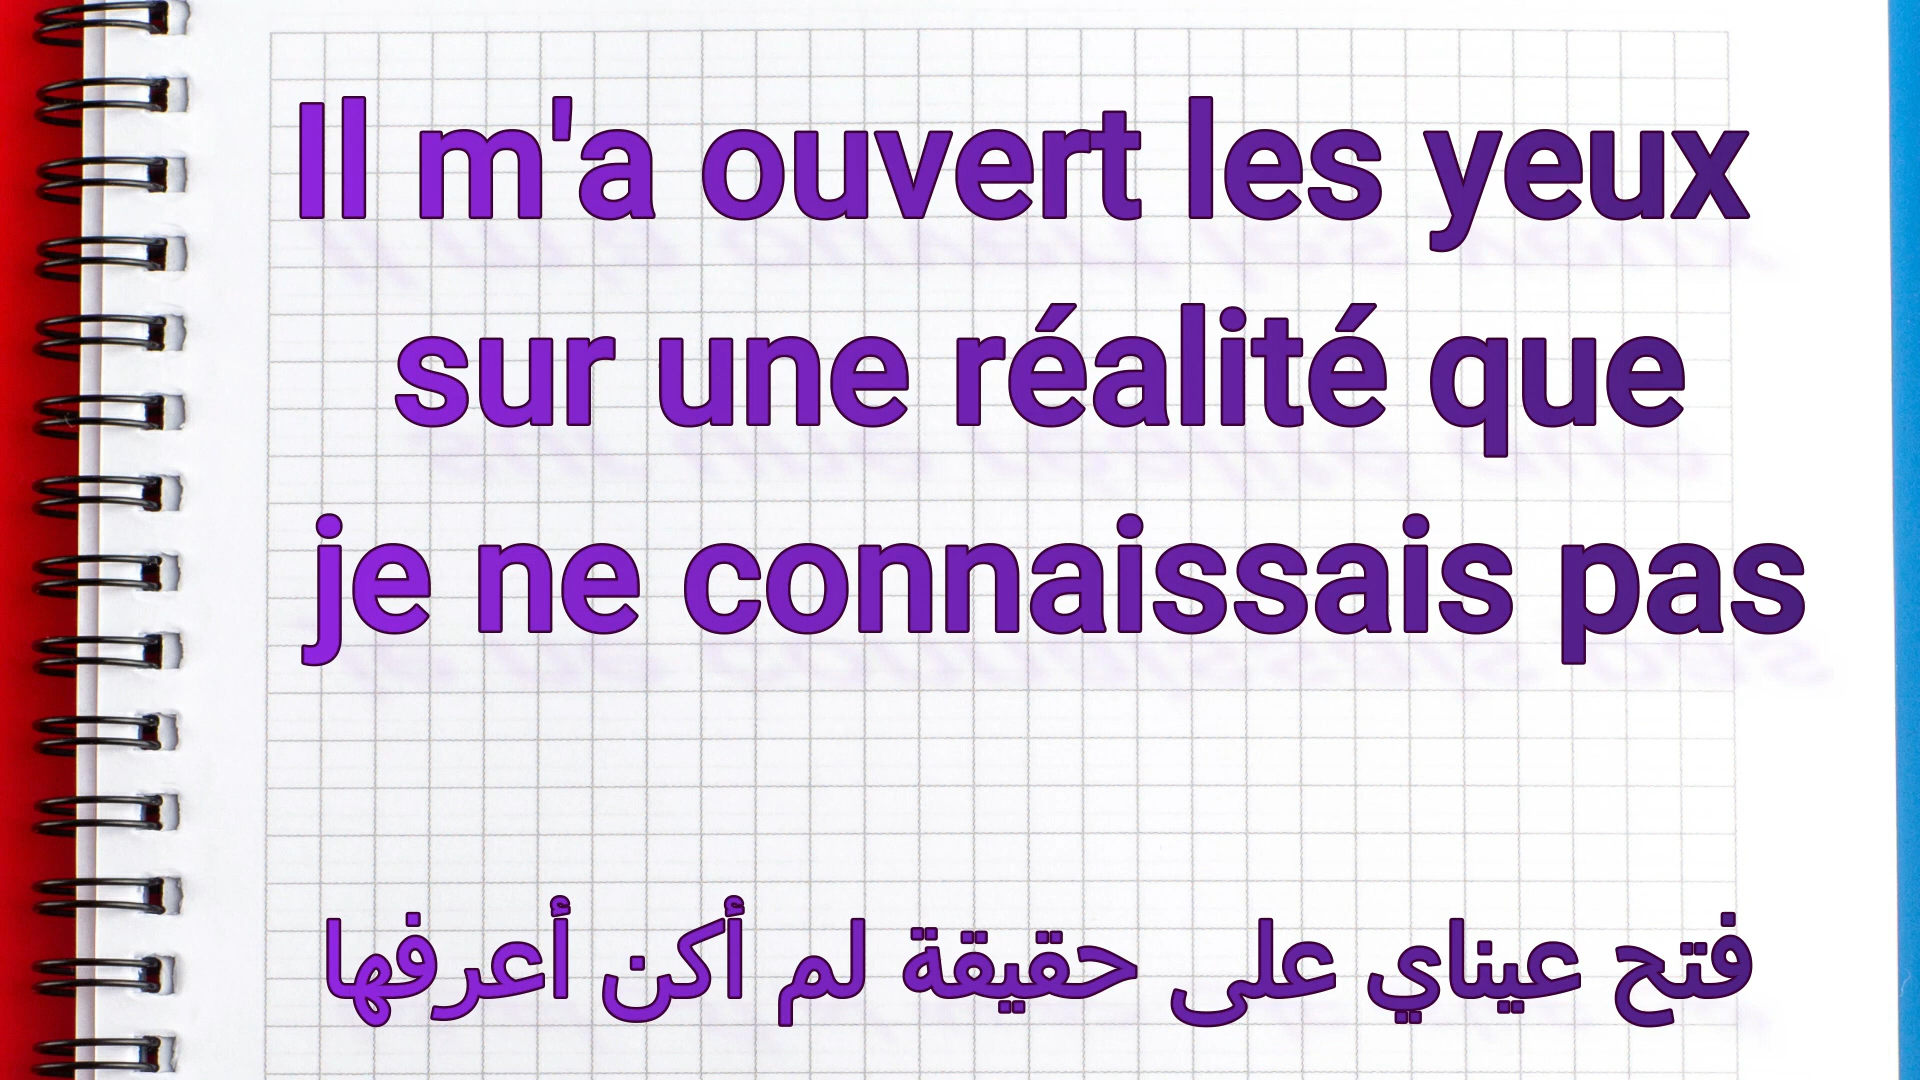 Il m'a ouvert les yeux
sur une réalité que
je ne connaissais pas
فتح عيناي على حقيقة لم أكن أعرفها